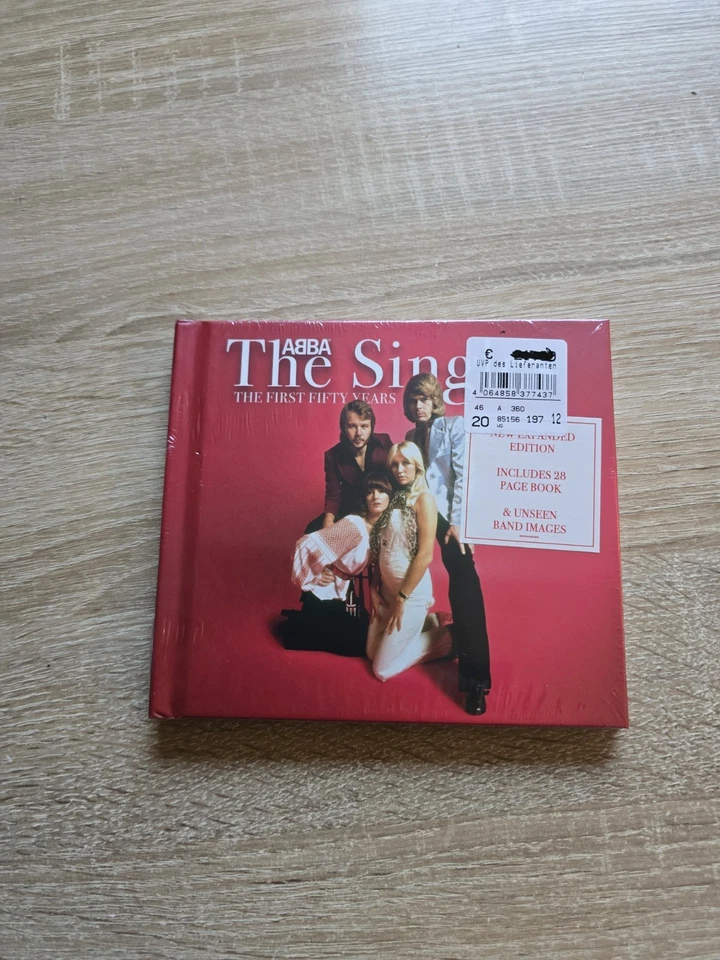 ABBA
The Sing
THE FIRST FIFTY YEARS
€
UVP des Lieferanten
4 064858 377437
46 A 360
20 85156 197 12
WG
NEW EXPANDED
EDITION
INCLUDES 28
PAGE BOOK
& UNSEEN
BAND IMAGES